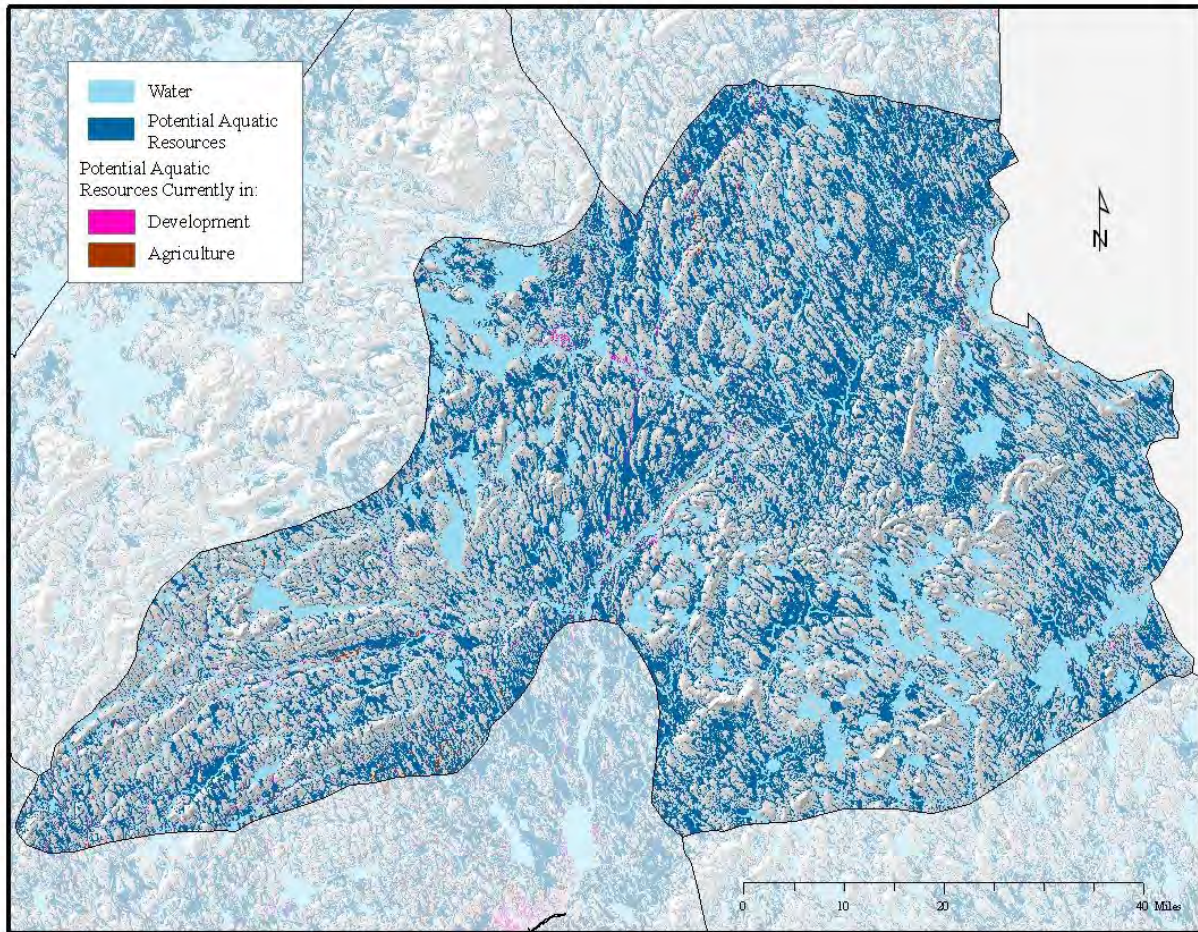 Water
Potential Aquatic
Resources
Potential Aquatic
Resources Currently in:
Development
Agriculture
N
0 10 20 40 Miles